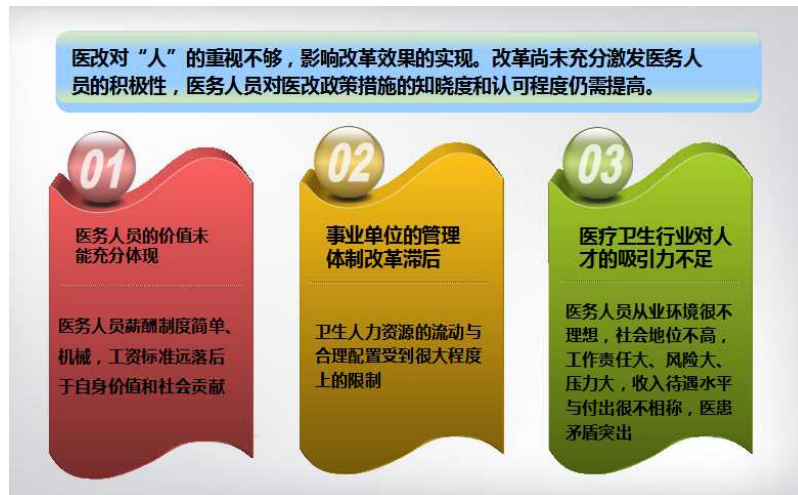 医改对“人”的重视不够，影响改革效果的实现。改革尚未充分激发医务人
员的积极性，医务人员对医改政策措施的知晓度和认可程度仍需提高。
01
医务人员的价值未
能充分体现
医务人员薪酬制度简单、
机械，工资标准远落后
于自身价值和社会贡献
02
事业单位的管理
体制改革滞后
卫生人力资源的流动与
合理配置受到很大程度
上的限制
03
医疗卫生行业对人
才的吸引力不足
医务人员从业环境很不
理想，社会地位不高，
工作责任大、风险大、
压力大，收入待遇水平
与付出很不相称，医患
矛盾突出